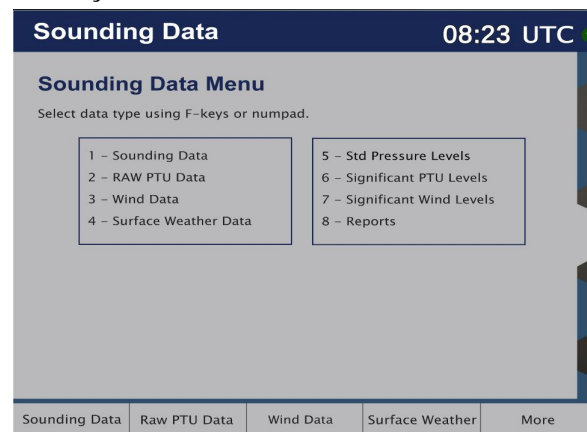 Sounding Data
08:23 UTC
Sounding Data Menu
Select data type using F-keys or numpad.
1 – Sounding Data
2 – RAW PTU Data
3 – Wind Data
4 – Surface Weather Data
5 – Std Pressure Levels
6 – Significant PTU Levels
7 – Significant Wind Levels
8 – Reports
Sounding Data
Raw PTU Data
Wind Data
Surface Weather
More